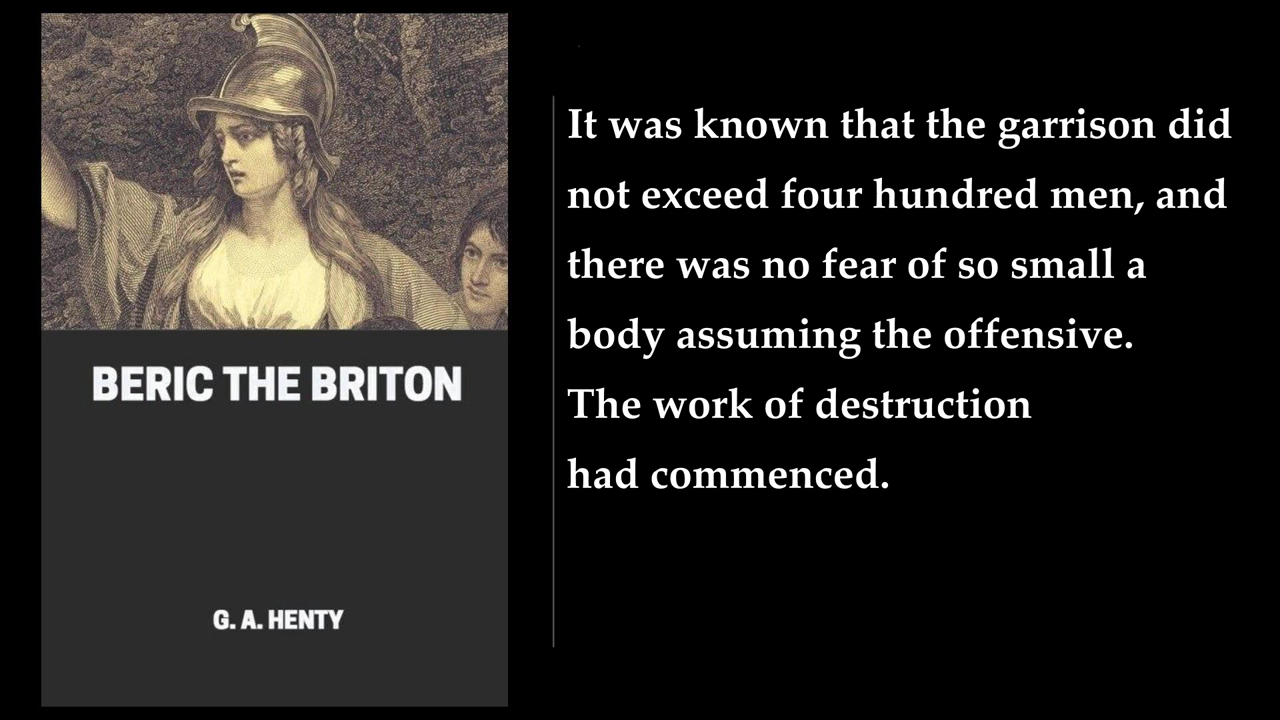 BERIC THE BRITON
G. A. HENTY
It was known that the garrison did
not exceed four hundred men, and
there was no fear of so small a
body assuming the offensive.
The work of destruction
had commenced.